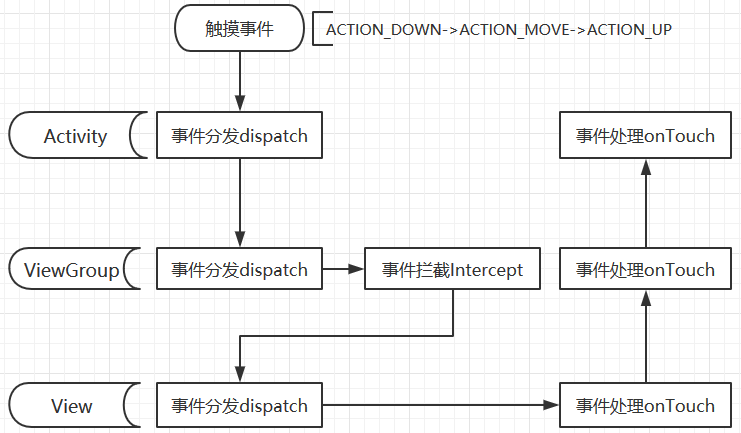 触摸事件
ACTION_DOWN->ACTION_MOVE->ACTION_UP
Activity
事件分发dispatch
事件处理onTouch
ViewGroup
事件分发dispatch
事件拦截Intercept
事件处理onTouch
View
事件分发dispatch
事件处理onTouch